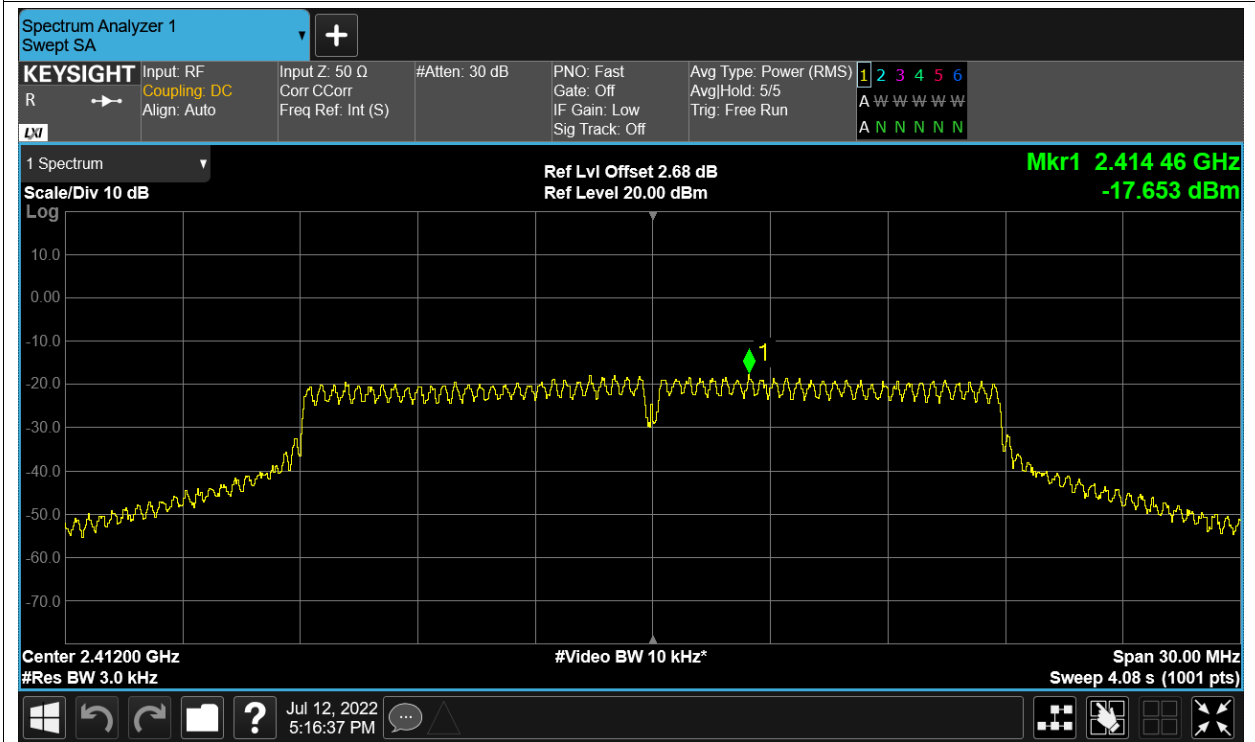 Spectrum Analyzer 1
Swept SA
KEYSIGHT
R
LXI
Input: RF
Coupling: DC
Align: Auto
Input Z: 50 Ω
Corr CCorr
Freq Ref: Int (S)
#Atten: 30 dB
PNO: Fast
Gate: Off
IF Gain: Low
Sig Track: Off
Avg Type: Power (RMS)
Avg|Hold: 5/5
Trig: Free Run
1 2 3 4 5 6
A W W W W W
A N N N N N
1 Spectrum
Scale/Div 10 dB
Log
Ref Lvl Offset 2.68 dB
Ref Level 20.00 dBm
Mkr1 2.414 46 GHz
-17.653 dBm
10.0
0.00
-10.0
1
-20.0
-30.0
-40.0
-50.0
-60.0
-70.0
Center 2.41200 GHz
#Res BW 3.0 kHz
#Video BW 10 kHz*
Span 30.00 MHz
Sweep 4.08 s (1001 pts)
?
Jul 12, 2022
5:16:37 PM